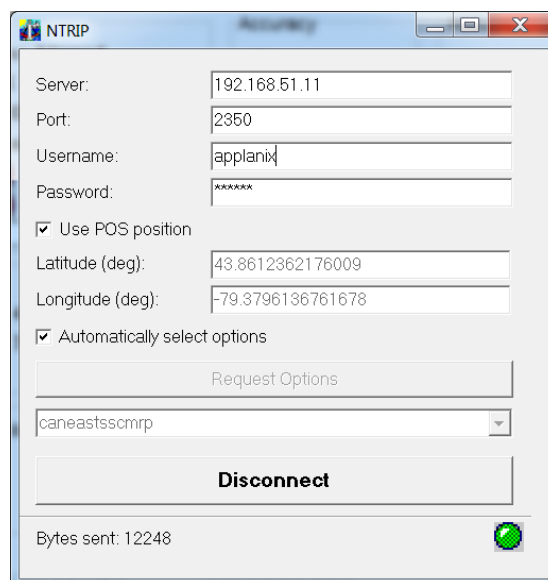 NTRIP
Accuracy
Server: 192.168.51.11
Port: 2350
Username: applanix
Password: ******
Use POS position
Latitude (deg): 43.8612362176009
Longitude (deg): -79.3796136761678
Automatically select options
Request Options
caneastsscmrp
Disconnect
Bytes sent: 12248